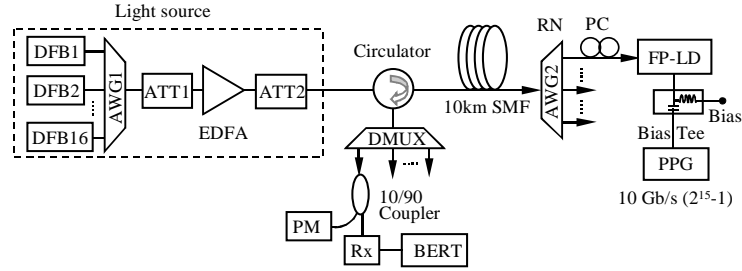 Light source
DFB1
DFB2
DFB16
AWG1
ATT1
EDFA
ATT2
Circulator
10km SMF
RN
AWG2
PC
FP-LD
Bias
Bias Tee
PPG
10 Gb/s (2¹⁵-1)
DMUX
10/90
Coupler
PM
Rx
BERT